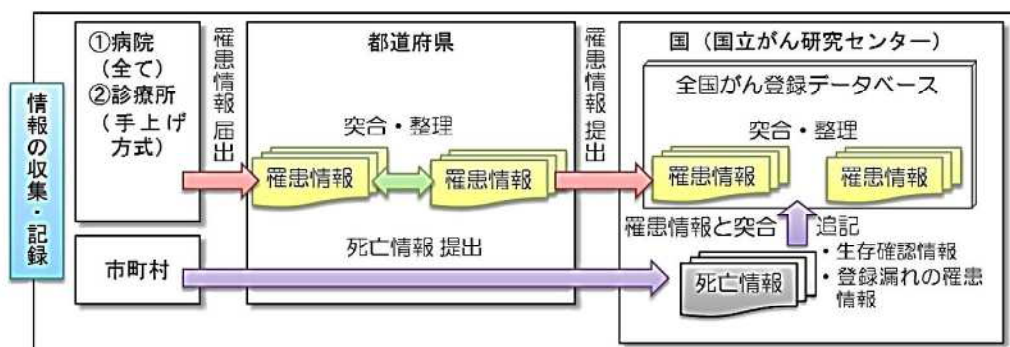 情報の収集・記録
①病院
（全て）
②診療所
（手上げ
方式）
罹患情報 届出
都道府県
突合・整理
罹患情報
罹患情報
罹患情報 提出
国（国立がん研究センター）
全国がん登録データベース
突合・整理
罹患情報
罹患情報
罹患情報と突合
追記
・生存確認情報
・登録漏れの罹患
情報
市町村
死亡情報 提出
死亡情報